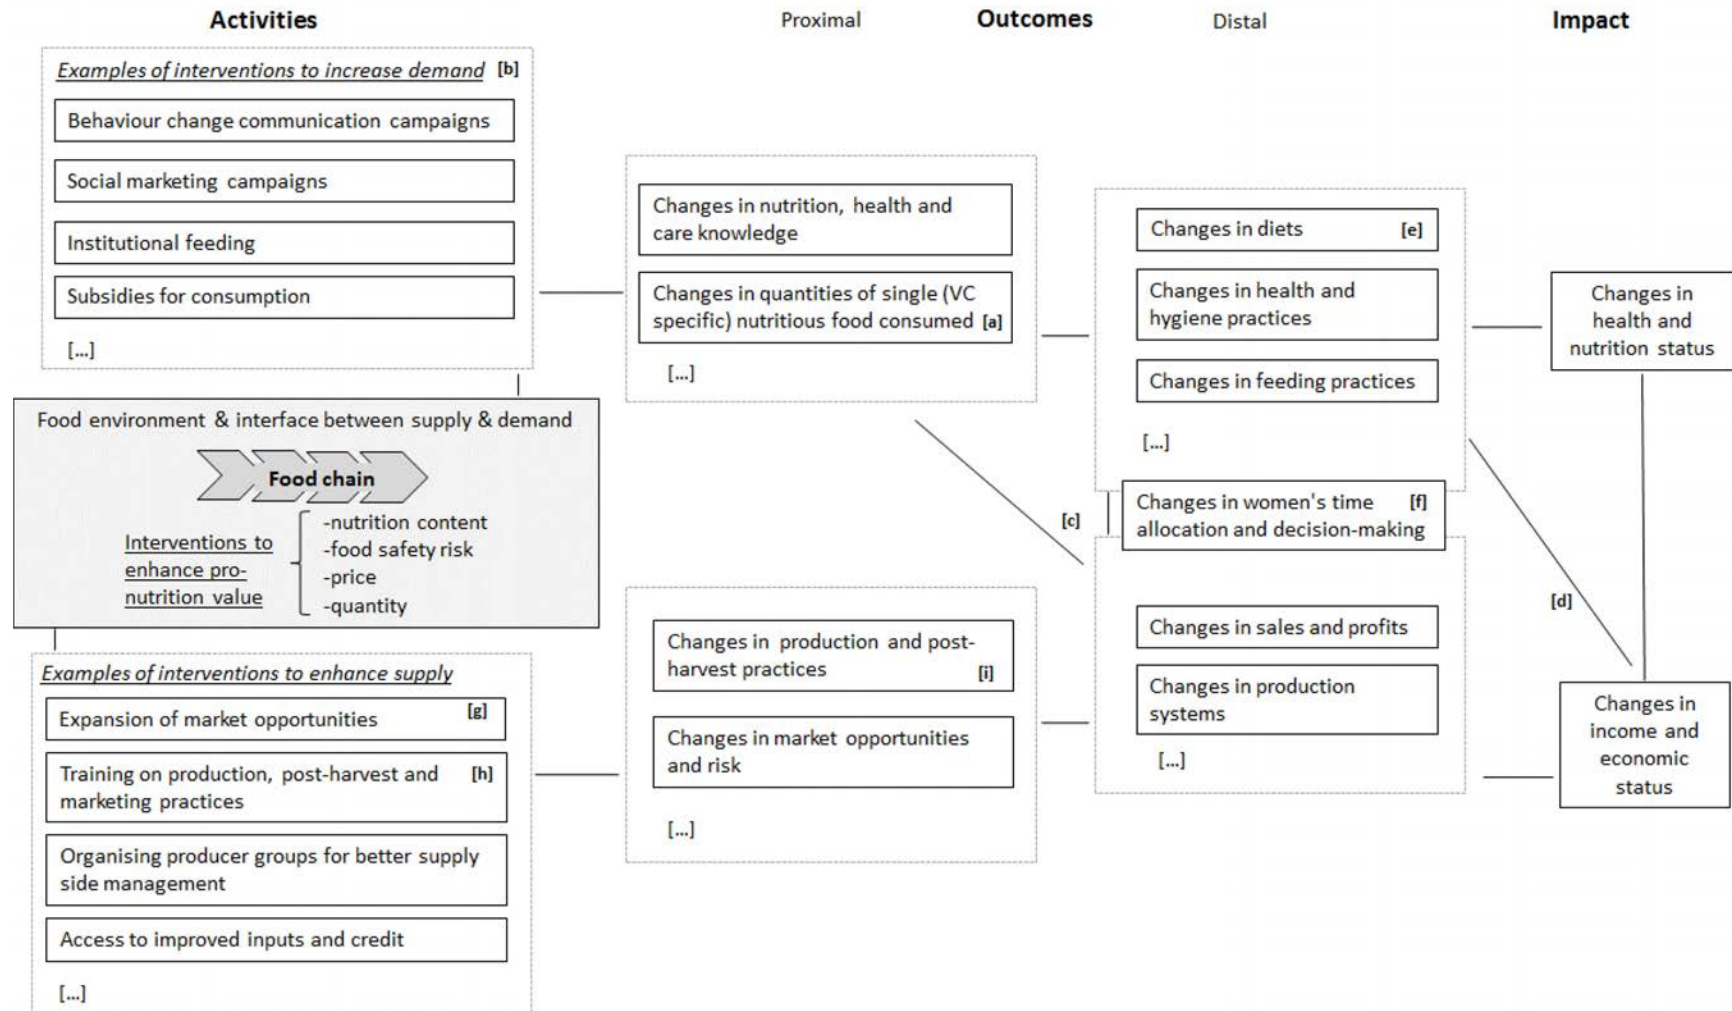 Activities
Proximal
Outcomes
Distal
Impact
Examples of interventions to increase demand [b]
Behaviour change communication campaigns
Social marketing campaigns
Institutional feeding
Subsidies for consumption
[...]
Food environment & interface between supply & demand
Food chain
Interventions to
enhance pro-
nutrition value
-nutrition content
-food safety risk
-price
-quantity
Examples of interventions to enhance supply
Expansion of market opportunities [g]
Training on production, post-harvest and [h]
marketing practices
Organising producer groups for better supply
side management
Access to improved inputs and credit
[...]
Changes in nutrition, health and
care knowledge
Changes in quantities of single (VC
specific) nutritious food consumed [a]
[...]
[c]
Changes in production and post-
harvest practices [i]
Changes in market opportunities
and risk
[...]
Changes in diets [e]
Changes in health and
hygiene practices
Changes in feeding practices
[...]
Changes in women's time [f]
allocation and decision-making
Changes in sales and profits
Changes in production
systems
[...]
[d]
Changes in
health and
nutrition status
Changes in
income and
economic
status